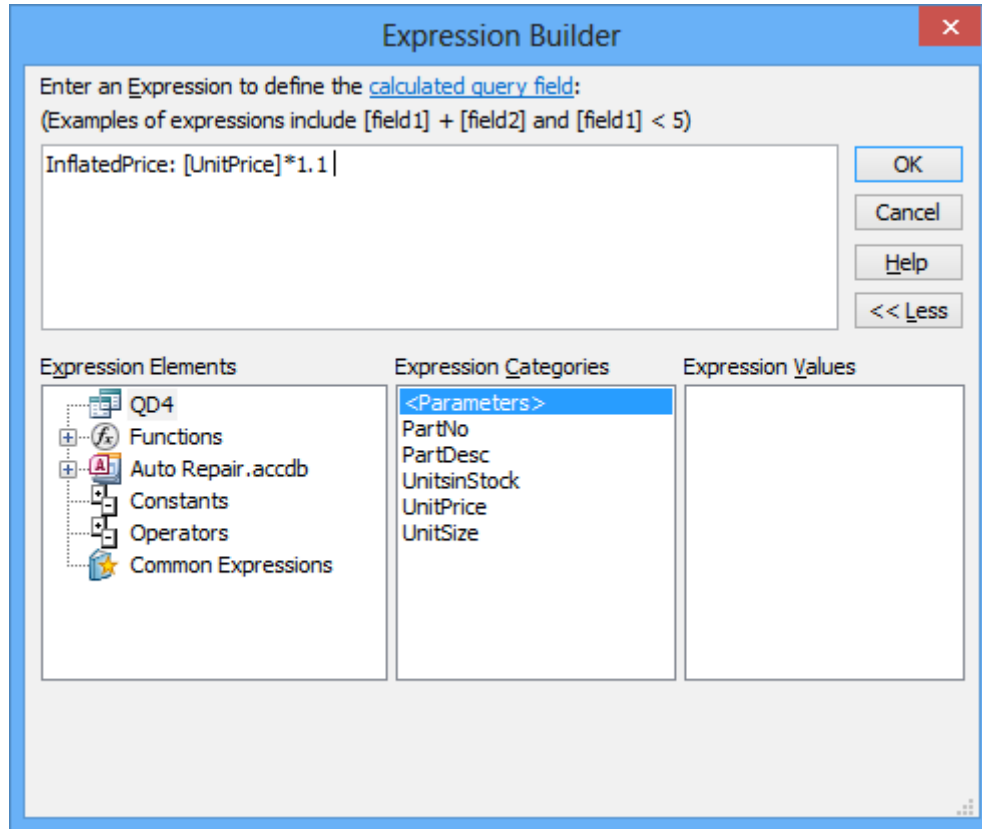 Expression Builder
Enter an Expression to define the calculated query field:
(Examples of expressions include [field1] + [field2] and [field1] < 5)
InflatedPrice: [UnitPrice]*1.1
OK
Cancel
Help
<< Less
Expression Elements
QD4
Functions
Auto Repair.accdb
Constants
Operators
Common Expressions
Expression Categories
<Parameters>
PartNo
PartDesc
UnitsinStock
UnitPrice
UnitSize
Expression Values